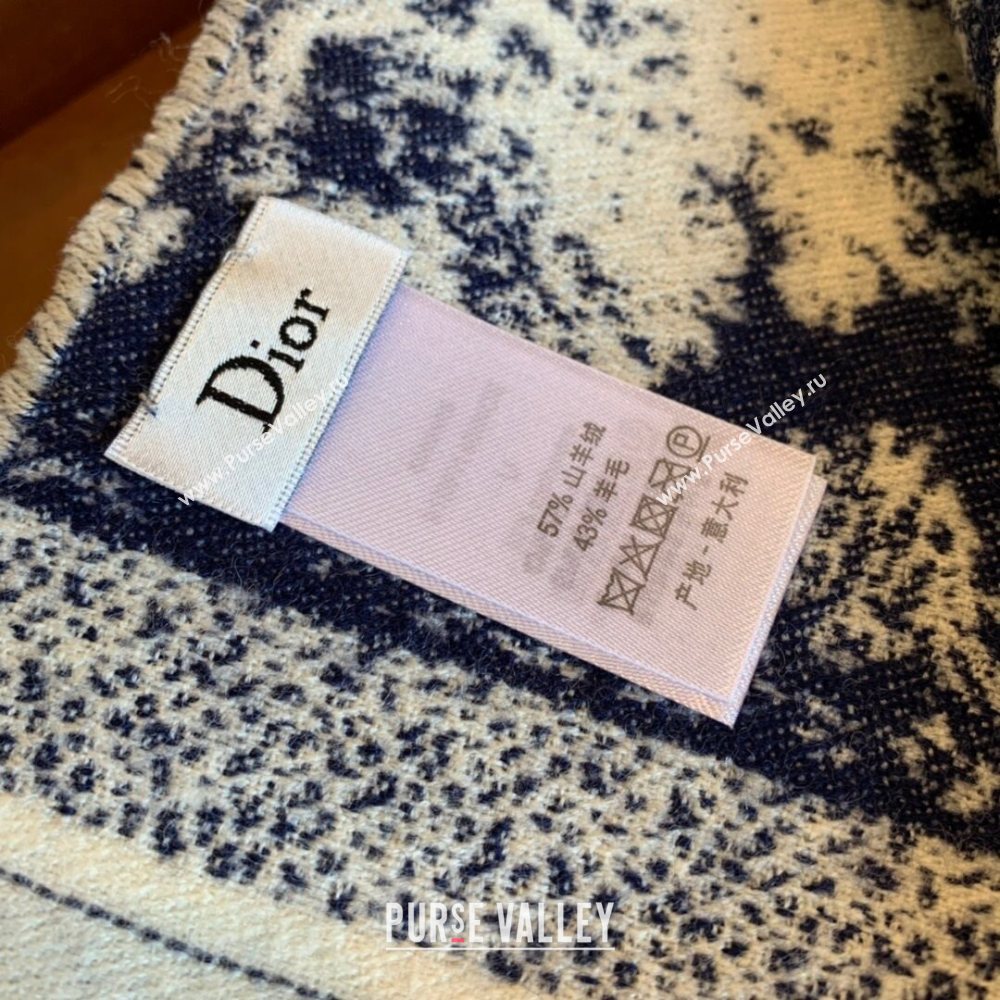 Dior
57% 山羊绒
43% 羊毛
P
产地 - 意大利
www.PurseValley.ru
www.PurseValley.ru
PURSE VALLEY